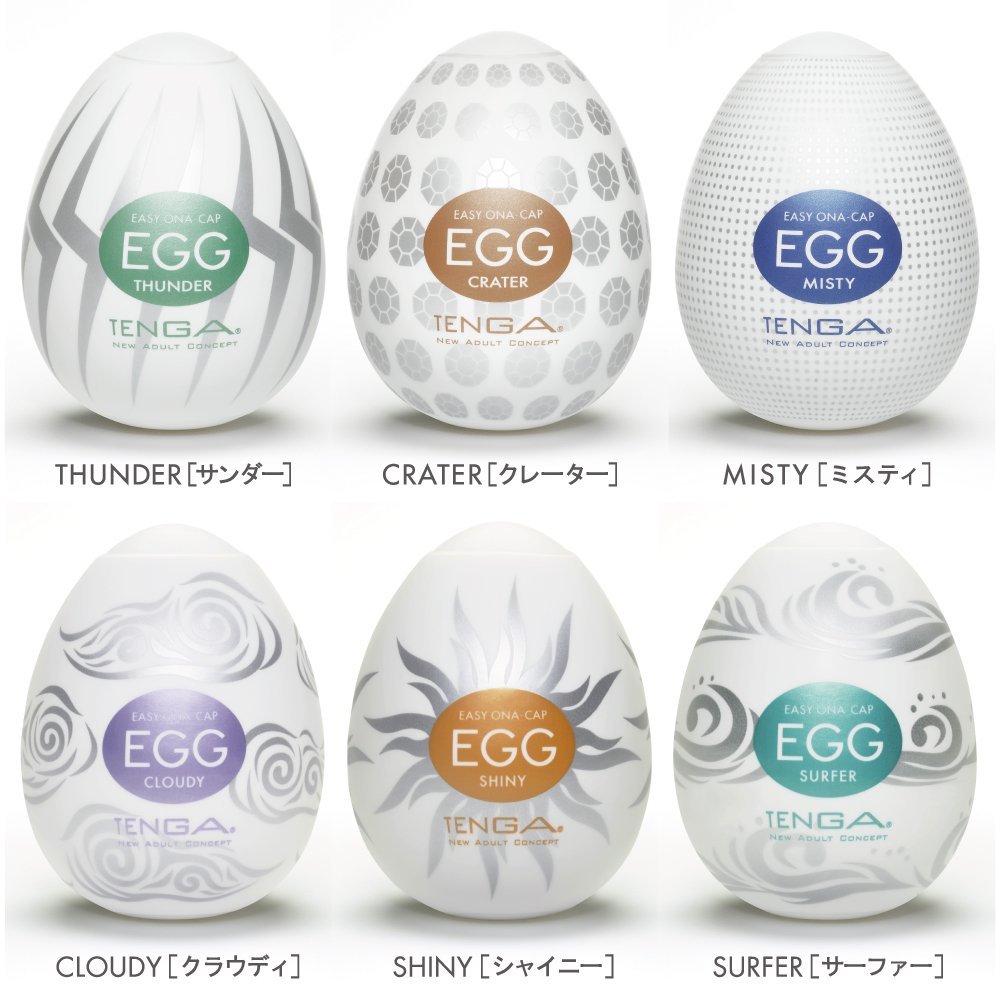 EASY ONA-CAP
EGG
THUNDER
TENGA®
NEW ADULT CONCEPT
THUNDER[サンダー]
EASY ONA-CAP
EGG
CRATER
TENGA®
NEW ADULT CONCEPT
CRATER[クレーター]
EASY ONA-CAP
EGG
MISTY
TENGA®
NEW ADULT CONCEPT
MISTY[ミスティ]
EASY ONA-CAP
EGG
CLOUDY
TENGA®
NEW ADULT CONCEPT
CLOUDY[クラウディ]
EASY ONA-CAP
EGG
SHINY
TENGA®
NEW ADULT CONCEPT
SHINY[シャイニー]
EASY ONA-CAP
EGG
SURFER
TENGA®
NEW ADULT CONCEPT
SURFER[サーファー]